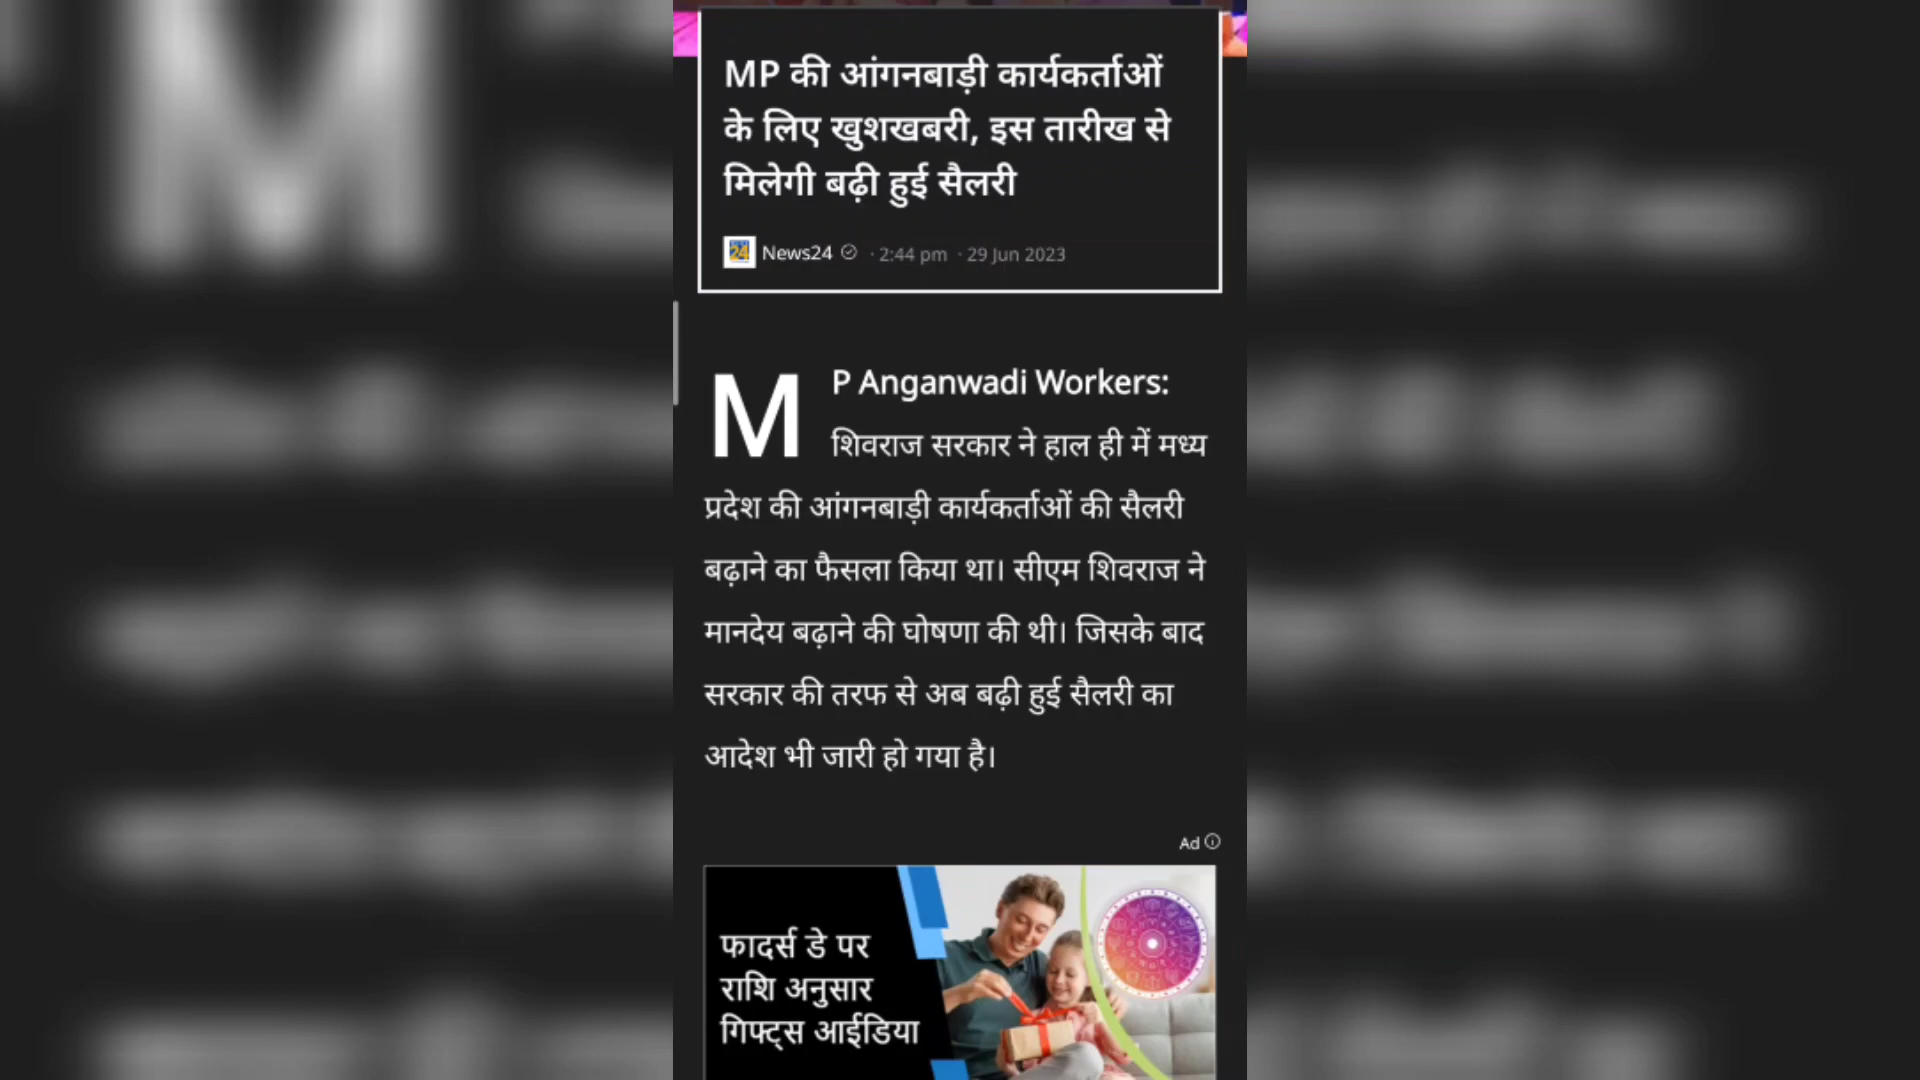 MP की आंगनबाड़ी कार्यकर्ताओं
के लिए खुशखबरी, इस तारीख से
मिलेगी बढ़ी हुई सैलरी
24 News24 · 2:44 pm · 29 Jun 2023
M P Anganwadi Workers:
शिवराज सरकार ने हाल ही में मध्य
प्रदेश की आंगनबाड़ी कार्यकर्ताओं की सैलरी
बढ़ाने का फैसला किया था। सीएम शिवराज ने
मानदेय बढ़ाने की घोषणा की थी। जिसके बाद
सरकार की तरफ से अब बढ़ी हुई सैलरी का
आदेश भी जारी हो गया है।
Ad
फादर्स डे पर
राशि अनुसार
गिफ्ट्स आईडिया